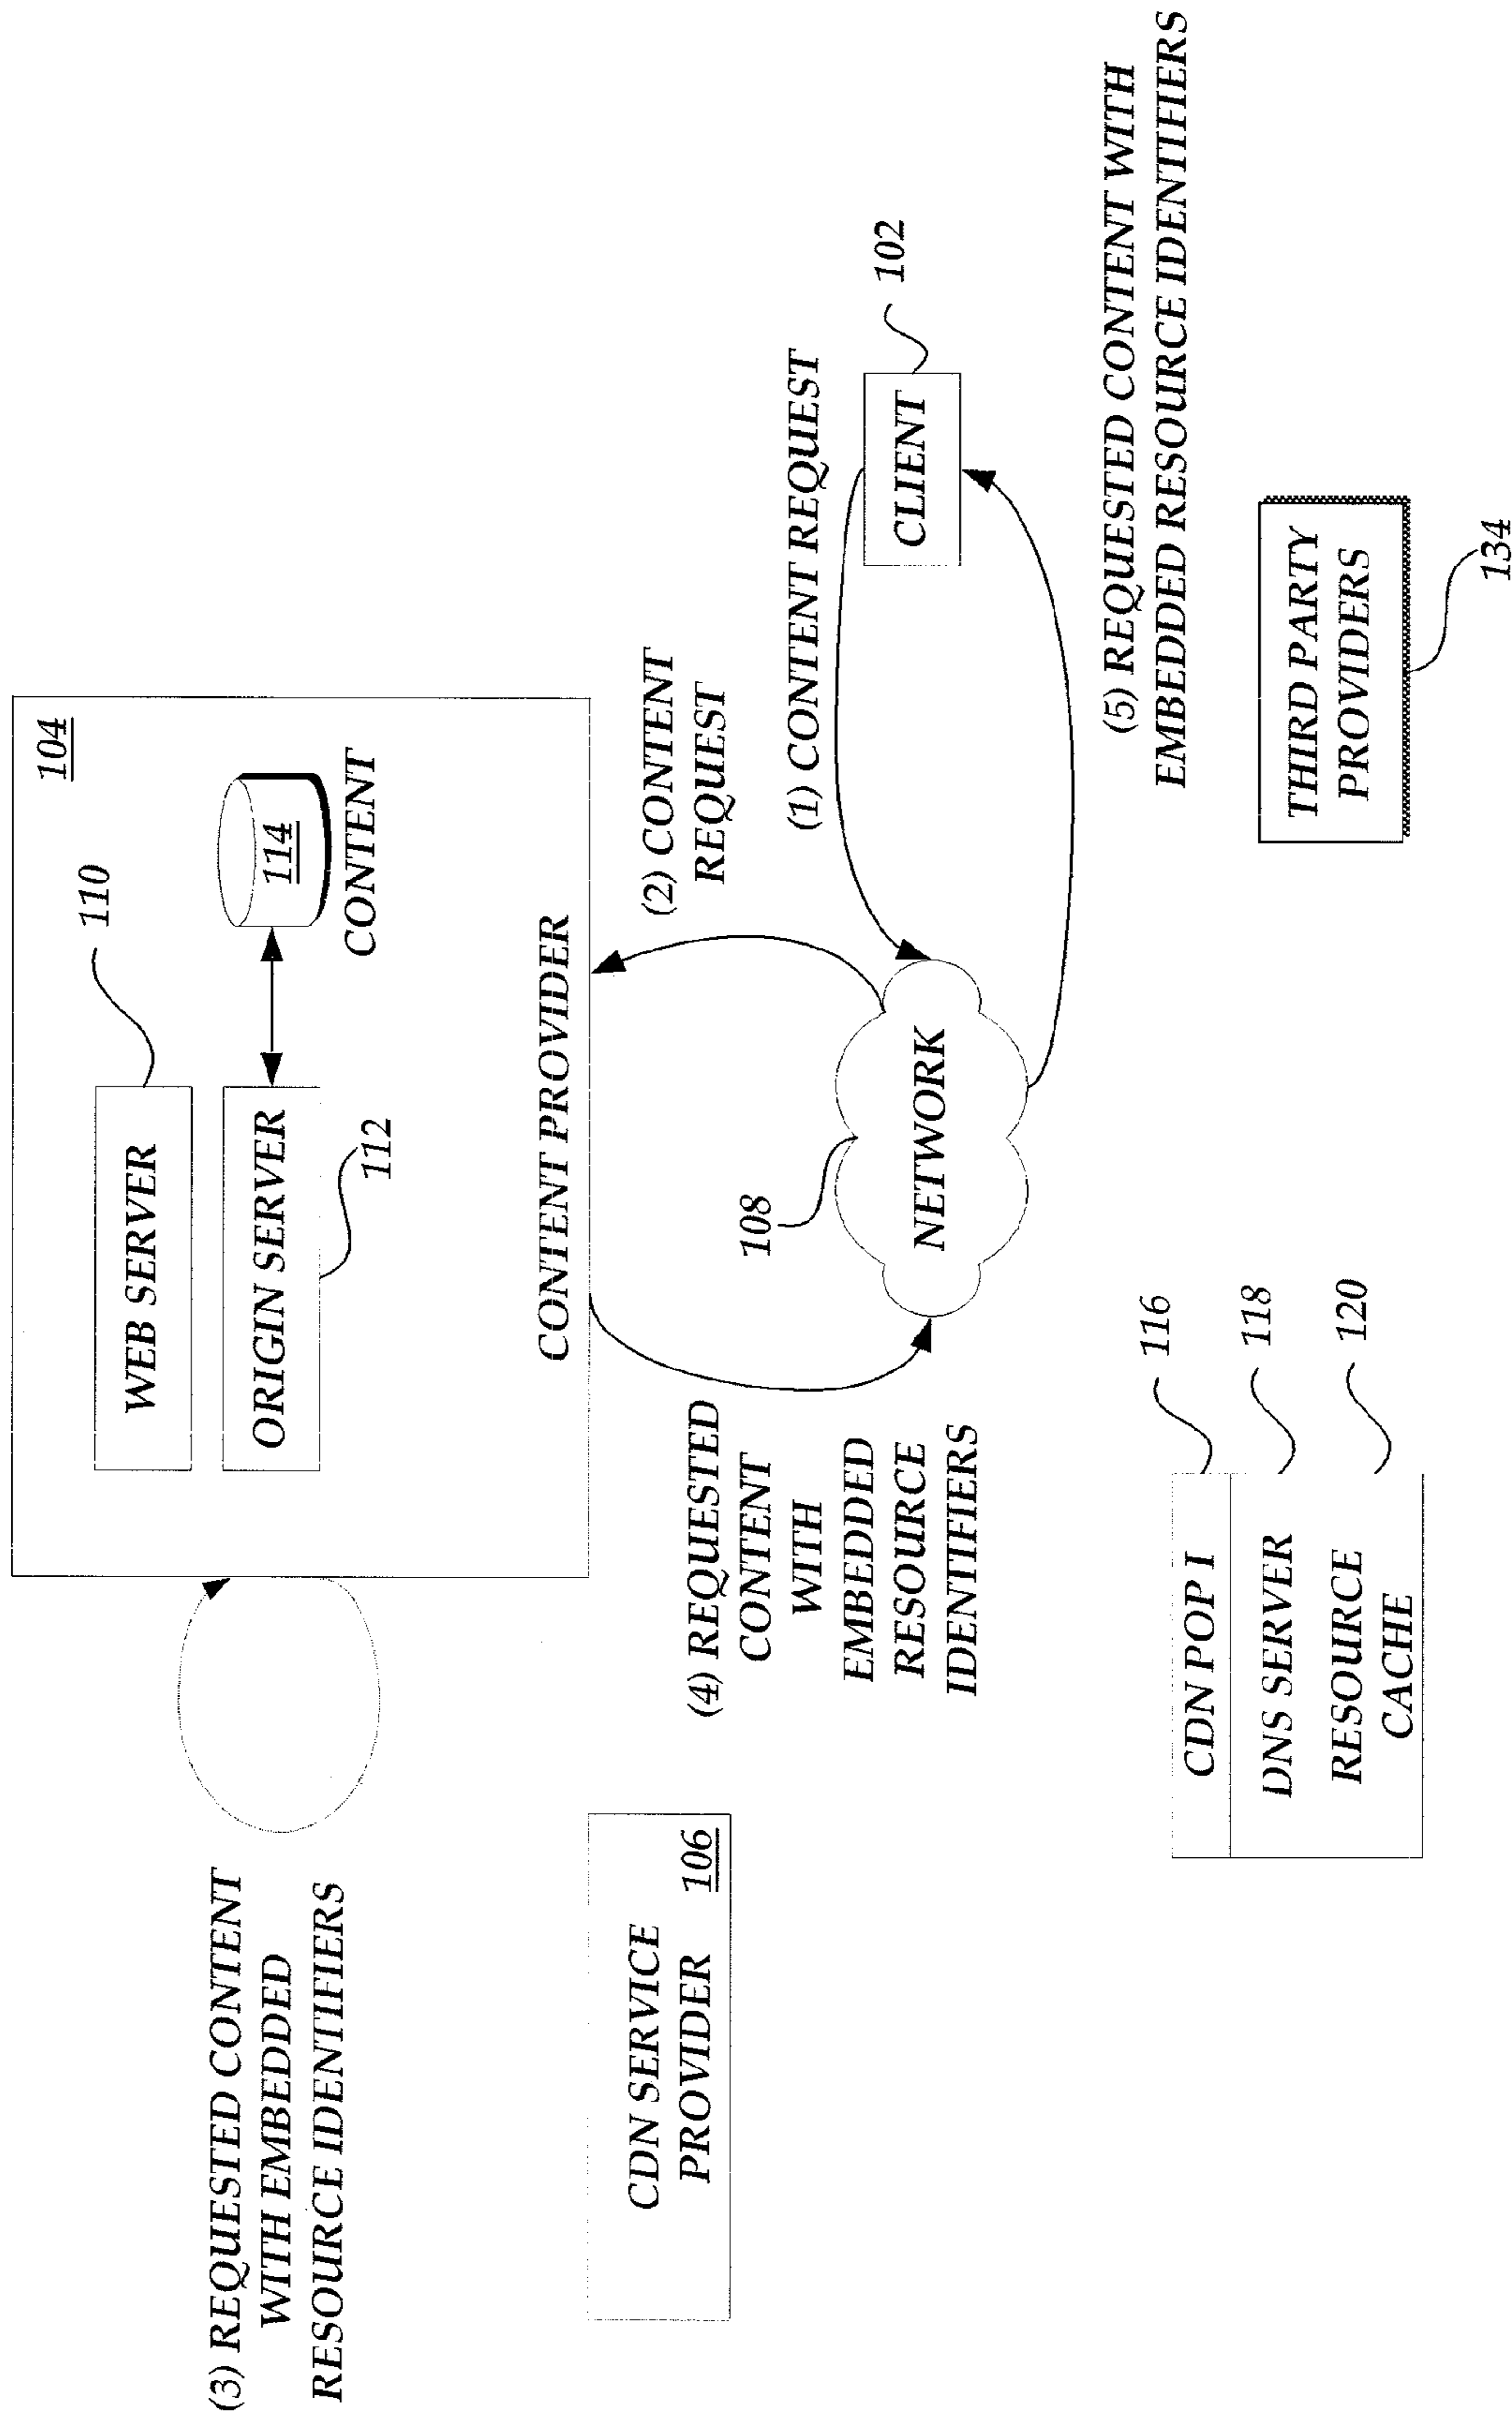 (3) REQUESTED CONTENT
WITH EMBEDDED
RESOURCE IDENTIFIERS
104
110
WEB SERVER
ORIGIN SERVER
112
114
CONTENT
CONTENT PROVIDER
CDN SERVICE
PROVIDER
106
(4) REQUESTED
CONTENT
WITH
EMBEDDED
RESOURCE
IDENTIFIERS
(2) CONTENT
REQUEST
108
NETWORK
(1) CONTENT REQUEST
CLIENT
102
(5) REQUESTED CONTENT WITH
EMBEDDED RESOURCE IDENTIFIERS
CDN POP I
116
DNS SERVER
118
RESOURCE
CACHE
120
THIRD PARTY
PROVIDERS
134